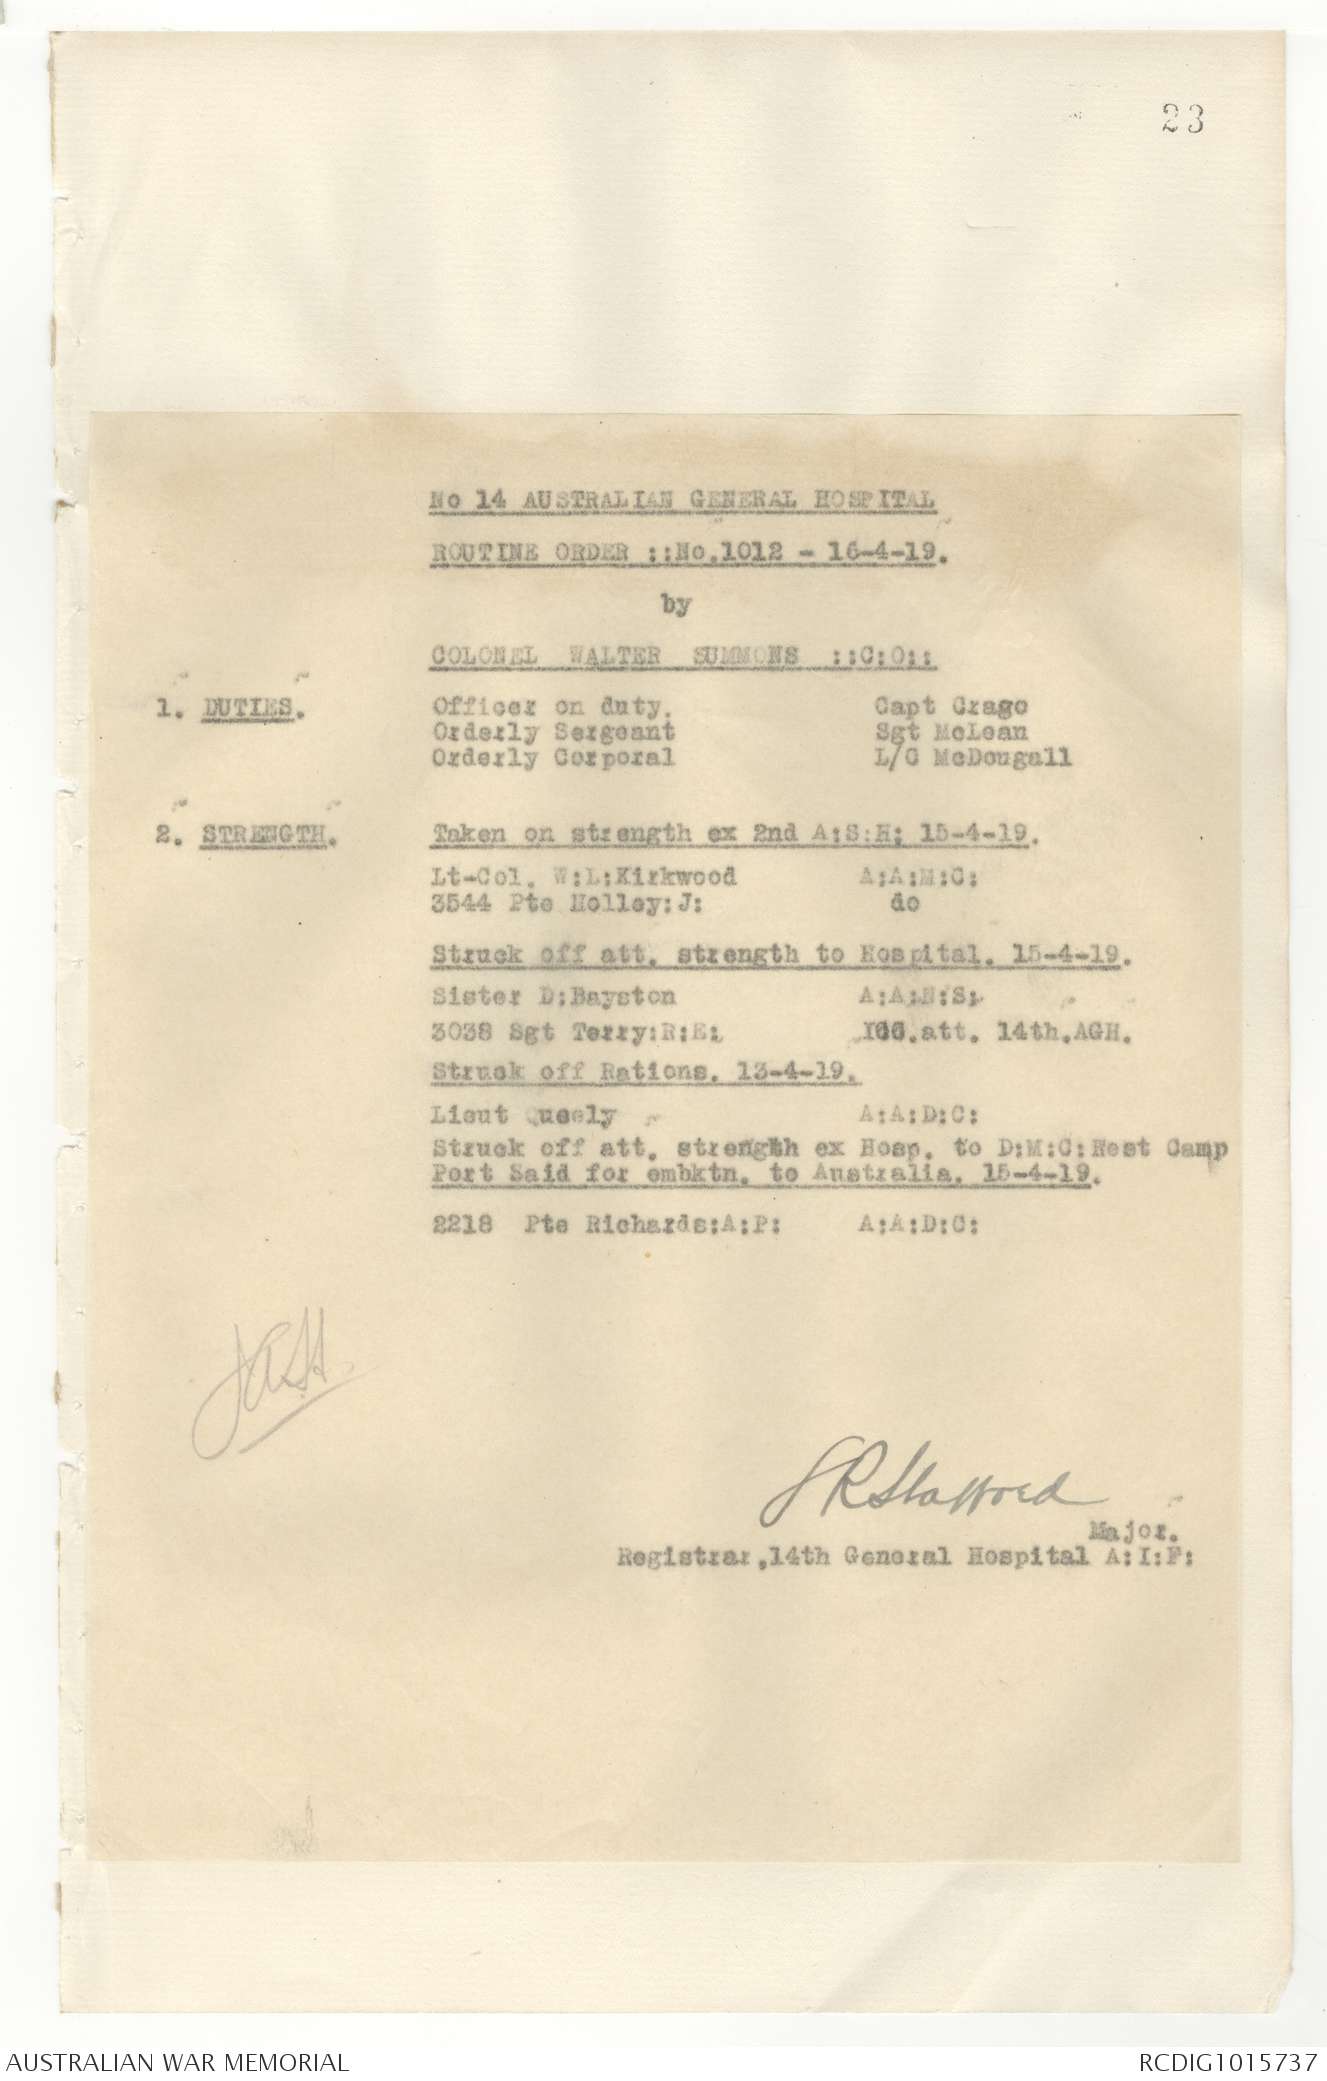 23
No 14 AUSTRALIAN GENERAL HOSPITAL
ROUTINE ORDER ::No.1012 - 16-4-19.
by
COLONEL WALTER SUMMONS ::C:O::
1. DUTIES. Officer on duty. Capt Crago
Orderly Sergeant Sgt McLean
Orderly Corporal L/C McDougall
2. STRENGTH. Taken on strength ex 2nd A:S:H: 15-4-19.
Lt-Col. W:L:Kirkwood A:A:M:C:
3544 Pte Holley:J: do
Struck off att. strength to Hospital. 15-4-19.
Sister D:Bayston A:A:N:S:
3038 Sgt Terry:R:E: ICC.att. 14th.AGH.
Struck off Rations. 13-4-19.
Lieut Queely A:A:D:C:
Struck off att. strength ex Hosp. to D:M:C:Rest Camp
Port Said for embktn. to Australia. 15-4-19.
2218 Pte Richards:A:P: A:A:D:C:
SRStafford
Major.
Registrar,14th General Hospital A:I:F:
AUSTRALIAN WAR MEMORIAL RCDIG1015737